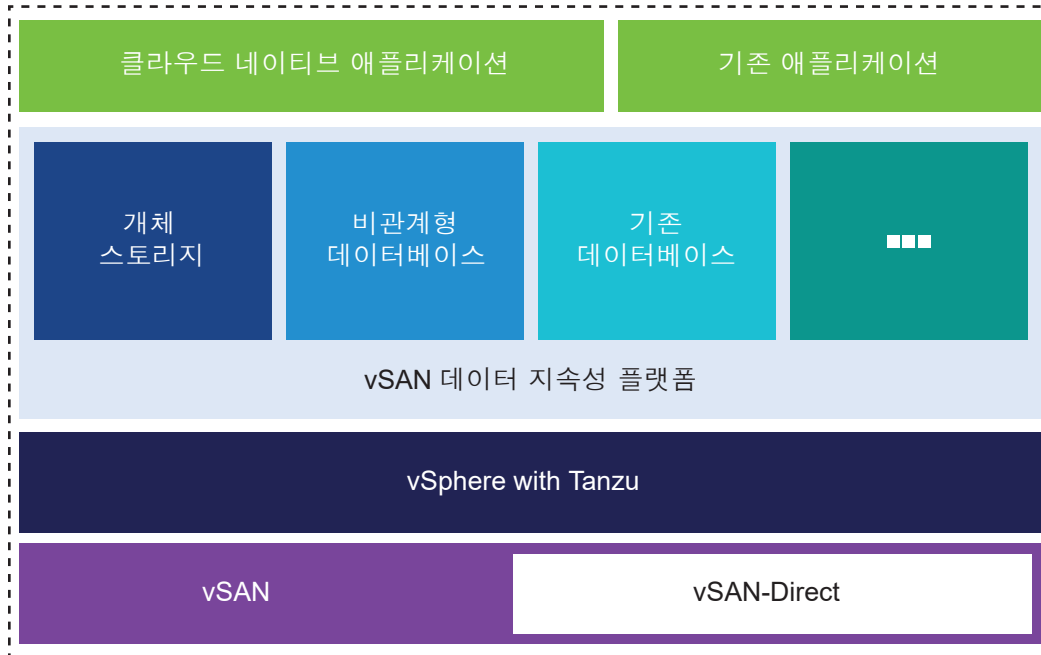 클라우드 네이티브 애플리케이션
기존 애플리케이션
개체
스토리지
비관계형
데이터베이스
기존
데이터베이스
vSAN 데이터 지속성 플랫폼
vSphere with Tanzu
vSAN
vSAN-Direct